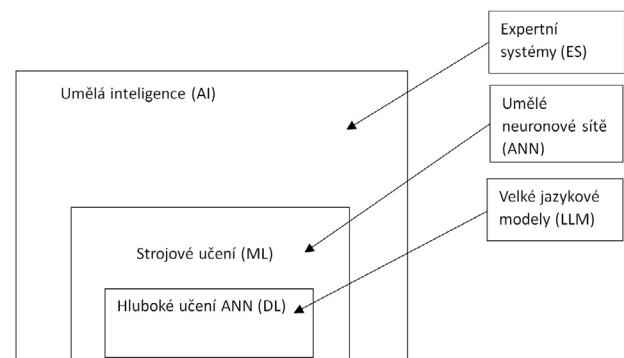 Expertní
systémy (ES)
Umělá inteligence (AI)
Umělé
neuronové sítě
(ANN)
Velké jazykové
modely (LLM)
Strojové učení (ML)
Hluboké učení ANN (DL)